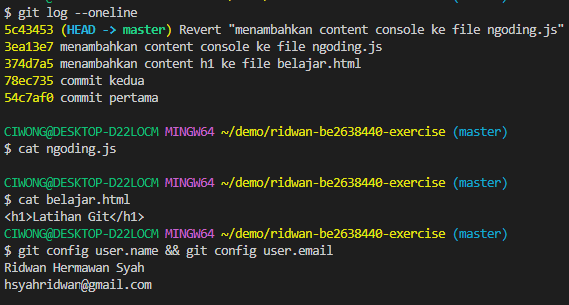 $ git log --oneline
5c43453 (HEAD -> master) Revert "menambahkan content console ke file ngoding.js"
3ea13e7 menambahkan content console ke file ngoding.js
374d7a5 menambahkan content h1 ke file belajar.html
78ec735 commit kedua
54c7af0 commit pertama
CIWONG@DESKTOP-D22LOCM MINGW64 ~/demo/ridwan-be2638440-exercise (master)
$ cat ngoding.js
CIWONG@DESKTOP-D22LOCM MINGW64 ~/demo/ridwan-be2638440-exercise (master)
$ cat belajar.html
<h1>Latihan Git</h1>
CIWONG@DESKTOP-D22LOCM MINGW64 ~/demo/ridwan-be2638440-exercise (master)
$ git config user.name && git config user.email
Ridwan Hermawan Syah
hsyahridwan@gmail.com